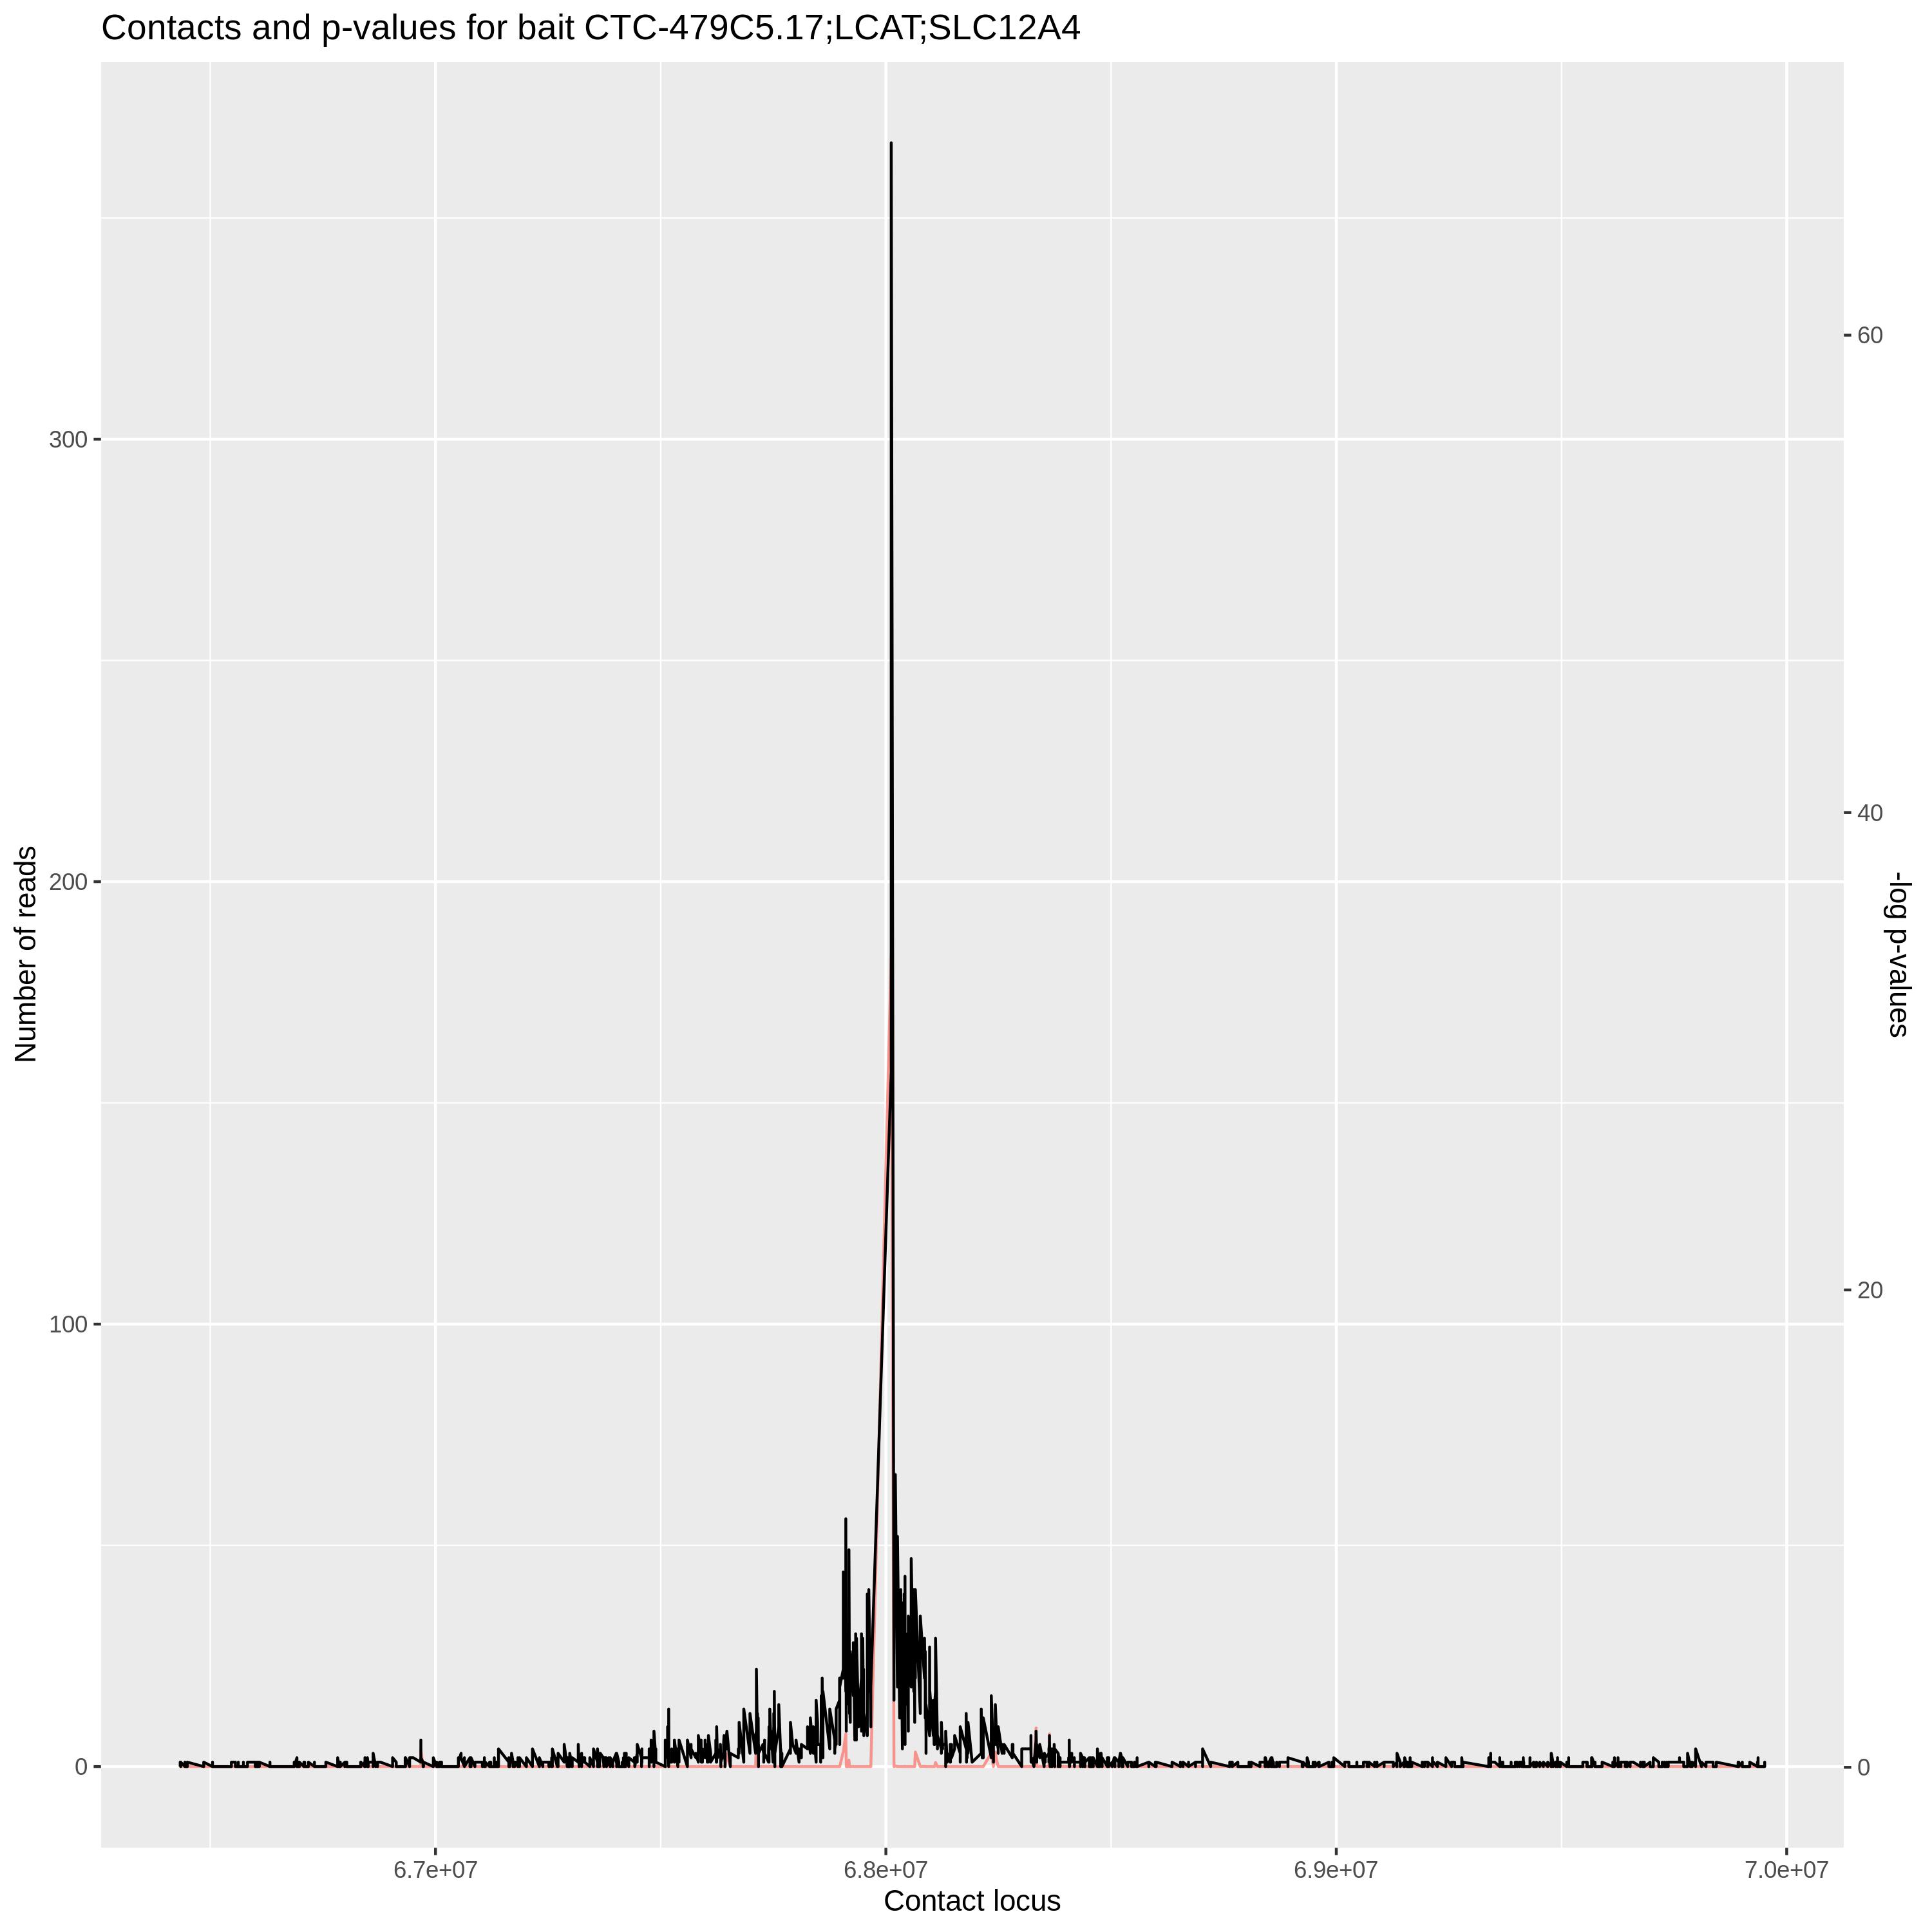 Contacts and p-values for bait CTC-479C5.17;LCAT;SLC12A4
Number of reads
300
200
100
0
60
40
20
0
-log p-values
6.7e+07
6.8e+07
6.9e+07
7.0e+07
Contact locus